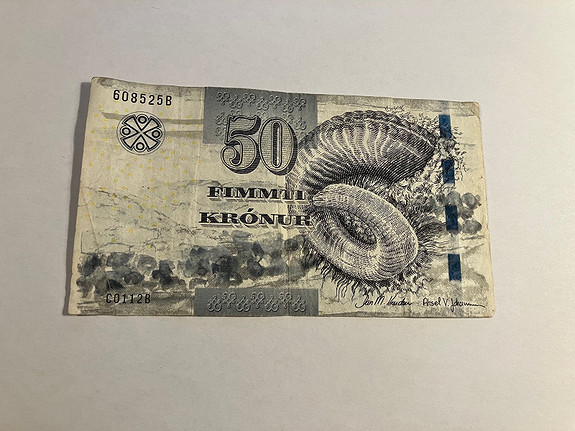 608525B
50
FIMMTI
KRÓNUR
C0112B